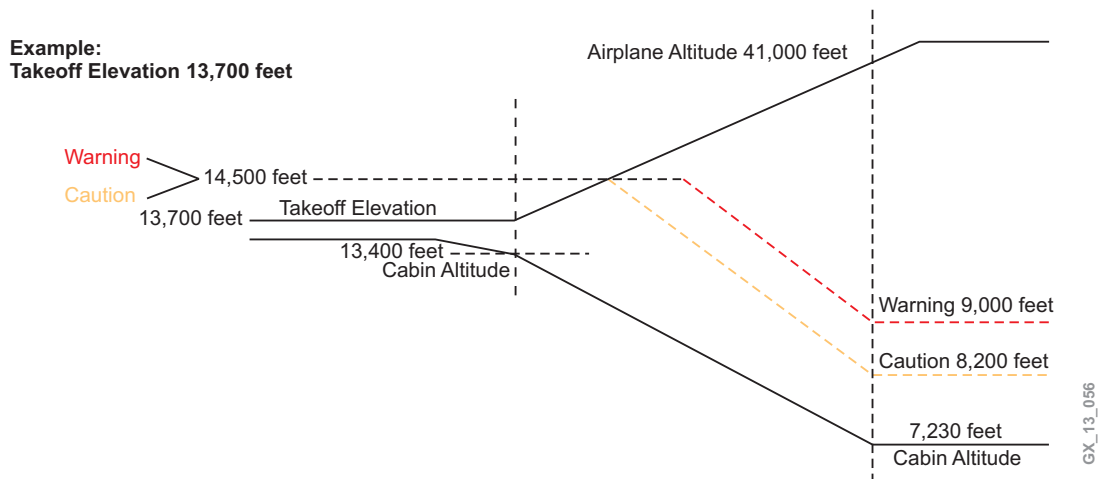 Example:
Takeoff Elevation 13,700 feet
Airplane Altitude 41,000 feet
Warning
Caution
14,500 feet
13,700 feet
Takeoff Elevation
13,400 feet
Cabin Altitude
Warning 9,000 feet
Caution 8,200 feet
7,230 feet
Cabin Altitude
GX_13_056